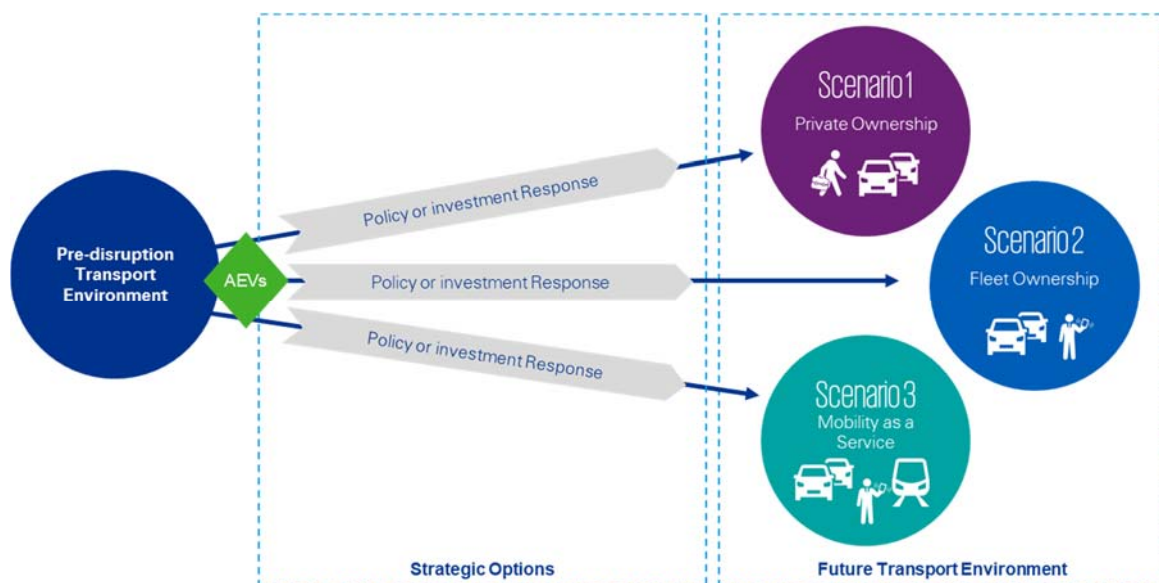 Pre-disruption
Transport
Environment
AEVs
Policy or investment Response
Policy or investment Response
Policy or investment Response
Strategic Options
Scenario 1
Private Ownership
Scenario 2
Fleet Ownership
Scenario 3
Mobility as a
Service
Future Transport Environment